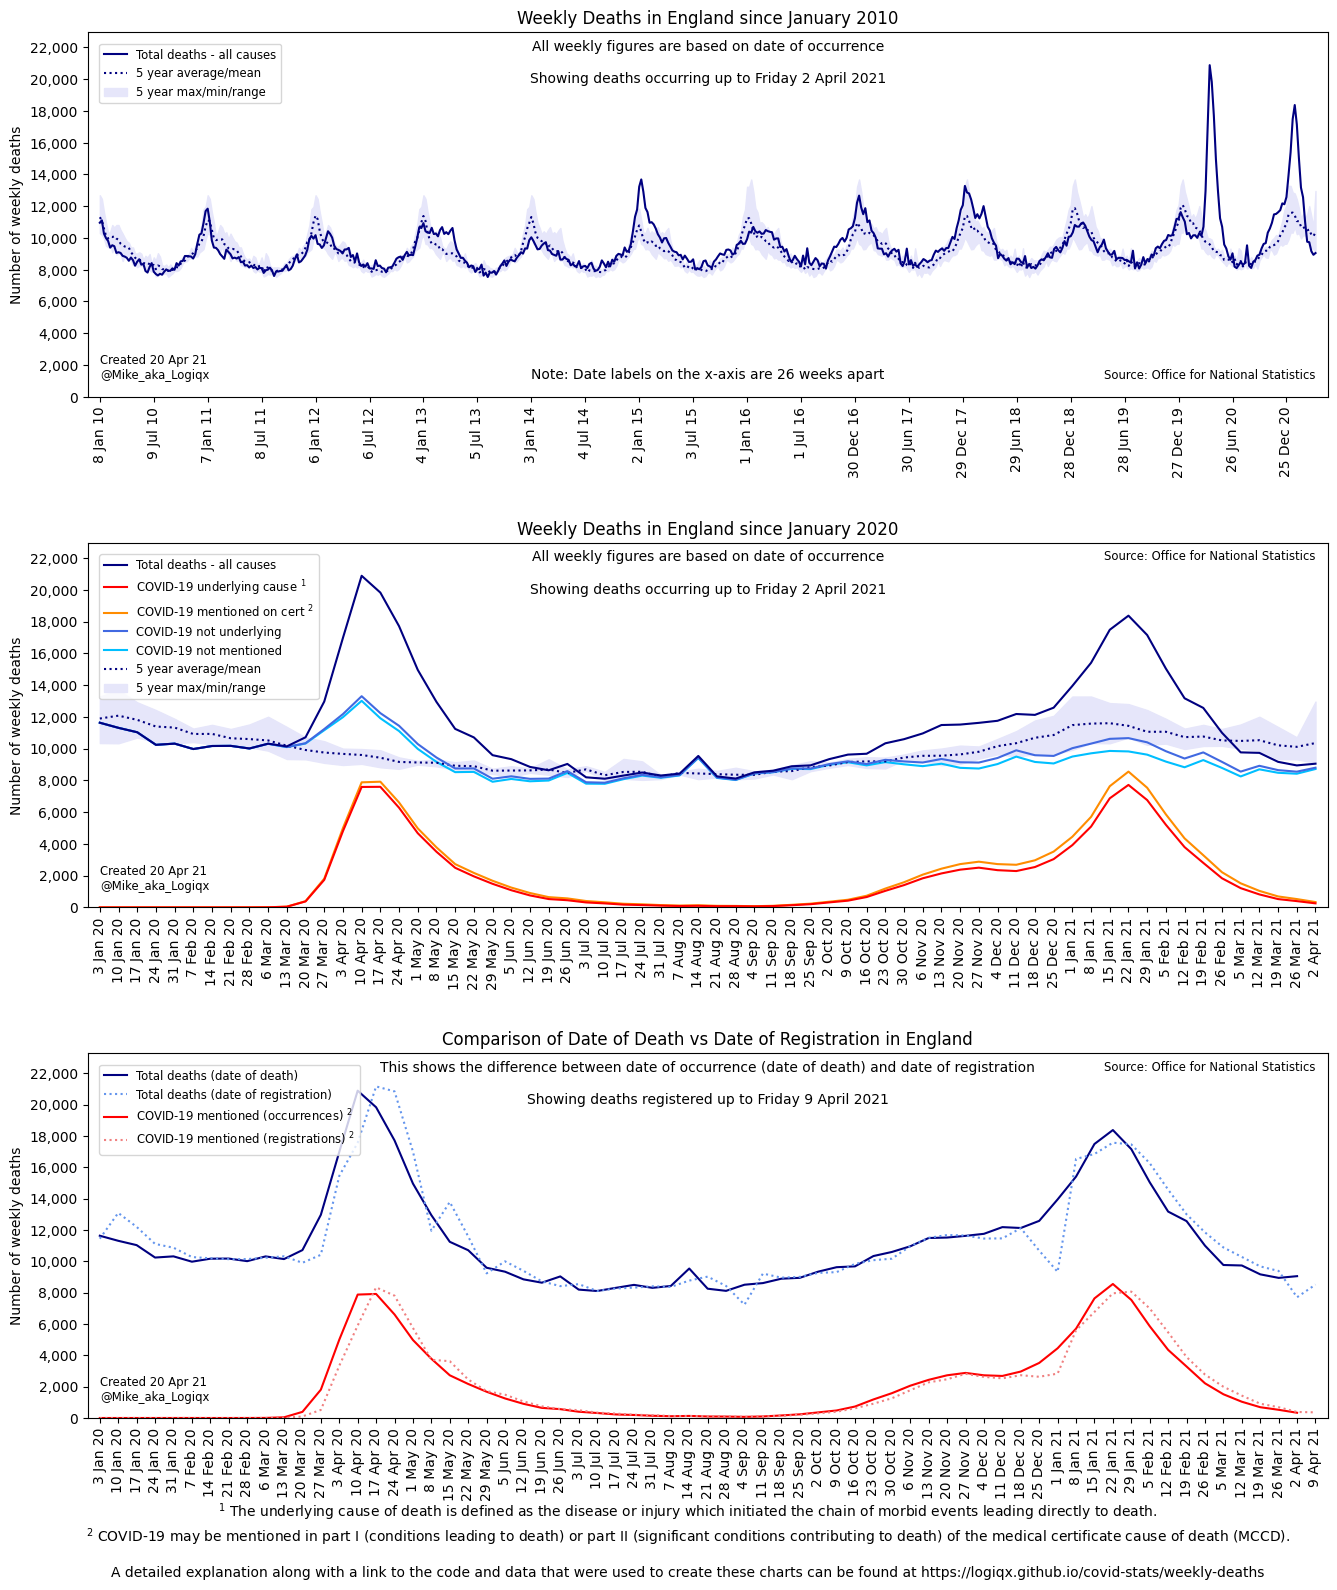 Weekly Deaths in England since January 2010
All weekly figures are based on date of occurrence
Showing deaths occurring up to Friday 2 April 2021
Total deaths - all causes
5 year average/mean
5 year max/min/range
Number of weekly deaths
22,000
20,000
18,000
16,000
14,000
12,000
10,000
8,000
6,000
4,000
2,000
0
Created 20 Apr 21
@Mike_aka_Logiqx
Note: Date labels on the x-axis are 26 weeks apart
Source: Office for National Statistics
8 Jan 10
9 Jul 10
7 Jan 11
8 Jul 11
6 Jan 12
6 Jul 12
4 Jan 13
5 Jul 13
3 Jan 14
4 Jul 14
2 Jan 15
3 Jul 15
1 Jan 16
1 Jul 16
30 Dec 16
30 Jun 17
29 Dec 17
29 Jun 18
28 Dec 18
28 Jun 19
27 Dec 19
26 Jun 20
25 Dec 20
Weekly Deaths in England since January 2020
All weekly figures are based on date of occurrence
Showing deaths occurring up to Friday 2 April 2021
Source: Office for National Statistics
Total deaths - all causes
COVID-19 underlying cause 1
COVID-19 mentioned on cert 2
COVID-19 not underlying
COVID-19 not mentioned
5 year average/mean
5 year max/min/range
Number of weekly deaths
22,000
20,000
18,000
16,000
14,000
12,000
10,000
8,000
6,000
4,000
2,000
0
Created 20 Apr 21
@Mike_aka_Logiqx
3 Jan 20
10 Jan 20
17 Jan 20
24 Jan 20
31 Jan 20
7 Feb 20
14 Feb 20
21 Feb 20
28 Feb 20
6 Mar 20
13 Mar 20
20 Mar 20
27 Mar 20
3 Apr 20
10 Apr 20
17 Apr 20
24 Apr 20
1 May 20
8 May 20
15 May 20
22 May 20
29 May 20
5 Jun 20
12 Jun 20
19 Jun 20
26 Jun 20
3 Jul 20
10 Jul 20
17 Jul 20
24 Jul 20
31 Jul 20
7 Aug 20
14 Aug 20
21 Aug 20
28 Aug 20
4 Sep 20
11 Sep 20
18 Sep 20
25 Sep 20
2 Oct 20
9 Oct 20
16 Oct 20
23 Oct 20
30 Oct 20
6 Nov 20
13 Nov 20
20 Nov 20
27 Nov 20
4 Dec 20
11 Dec 20
18 Dec 20
25 Dec 20
1 Jan 21
8 Jan 21
15 Jan 21
22 Jan 21
29 Jan 21
5 Feb 21
12 Feb 21
19 Feb 21
26 Feb 21
5 Mar 21
12 Mar 21
19 Mar 21
26 Mar 21
2 Apr 21
Comparison of Date of Death vs Date of Registration in England
This shows the difference between date of occurrence (date of death) and date of registration
Showing deaths registered up to Friday 9 April 2021
Source: Office for National Statistics
Total deaths (date of death)
Total deaths (date of registration)
COVID-19 mentioned (occurrences) 2
COVID-19 mentioned (registrations) 2
Number of weekly deaths
22,000
20,000
18,000
16,000
14,000
12,000
10,000
8,000
6,000
4,000
2,000
0
Created 20 Apr 21
@Mike_aka_Logiqx
3 Jan 20
10 Jan 20
17 Jan 20
24 Jan 20
31 Jan 20
7 Feb 20
14 Feb 20
21 Feb 20
28 Feb 20
6 Mar 20
13 Mar 20
20 Mar 20
27 Mar 20
3 Apr 20
10 Apr 20
17 Apr 20
24 Apr 20
1 May 20
8 May 20
15 May 20
22 May 20
29 May 20
5 Jun 20
12 Jun 20
19 Jun 20
26 Jun 20
3 Jul 20
10 Jul 20
17 Jul 20
24 Jul 20
31 Jul 20
7 Aug 20
14 Aug 20
21 Aug 20
28 Aug 20
4 Sep 20
11 Sep 20
18 Sep 20
25 Sep 20
2 Oct 20
9 Oct 20
16 Oct 20
23 Oct 20
30 Oct 20
6 Nov 20
13 Nov 20
20 Nov 20
27 Nov 20
4 Dec 20
11 Dec 20
18 Dec 20
25 Dec 20
1 Jan 21
8 Jan 21
15 Jan 21
22 Jan 21
29 Jan 21
5 Feb 21
12 Feb 21
19 Feb 21
26 Feb 21
5 Mar 21
12 Mar 21
19 Mar 21
26 Mar 21
2 Apr 21
9 Apr 21
1 The underlying cause of death is defined as the disease or injury which initiated the chain of morbid events leading directly to death.
2 COVID-19 may be mentioned in part I (conditions leading to death) or part II (significant conditions contributing to death) of the medical certificate cause of death (MCCD).
A detailed explanation along with a link to the code and data that were used to create these charts can be found at https://logiqx.github.io/covid-stats/weekly-deaths